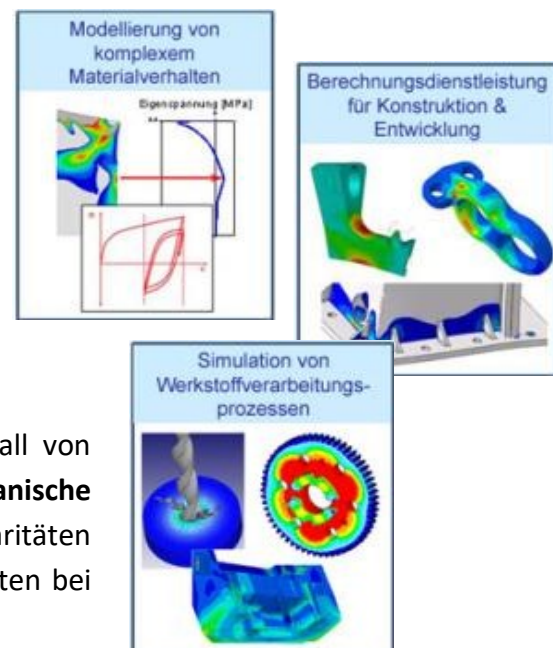 Modellierung von
komplexem
Materialverhalten
Eigenspannung [MPa]
Berechnungsdienstleistung
für Konstruktion &
Entwicklung
Simulation von
Werkstoffverarbeitungs-
prozessen
all von
anische
aritäten
ten bei